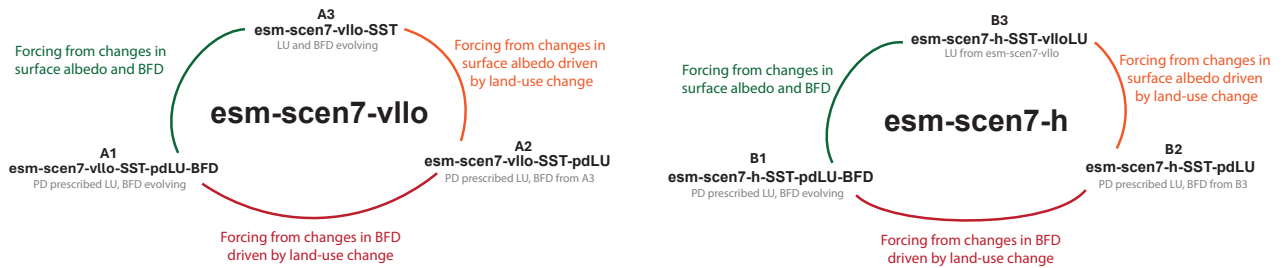 A3
esm-scen7-vllo-SST
LU and BFD evolving
Forcing from changes in
surface albedo and BFD
Forcing from changes in
surface albedo driven
by land-use change
esm-scen7-vllo
A1
esm-scen7-vllo-SST-pdLU-BFD
PD prescribed LU, BFD evolving
A2
esm-scen7-vllo-SST-pdLU
PD prescribed LU, BFD from A3
Forcing from changes in BFD
driven by land-use change
B3
esm-scen7-h-SST-vlloLU
LU from esm-scen7-vllo
Forcing from changes in
surface albedo and BFD
Forcing from changes in
surface albedo driven
by land-use change
esm-scen7-h
B1
esm-scen7-h-SST-pdLU-BFD
PD prescribed LU, BFD evolving
B2
esm-scen7-h-SST-pdLU
PD prescribed LU, BFD from B3
Forcing from changes in BFD
driven by land-use change